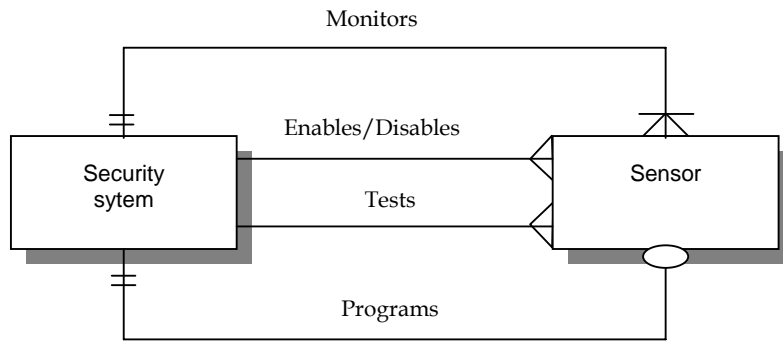 Monitors
Enables/Disables
Security
sytem
Sensor
Tests
Programs